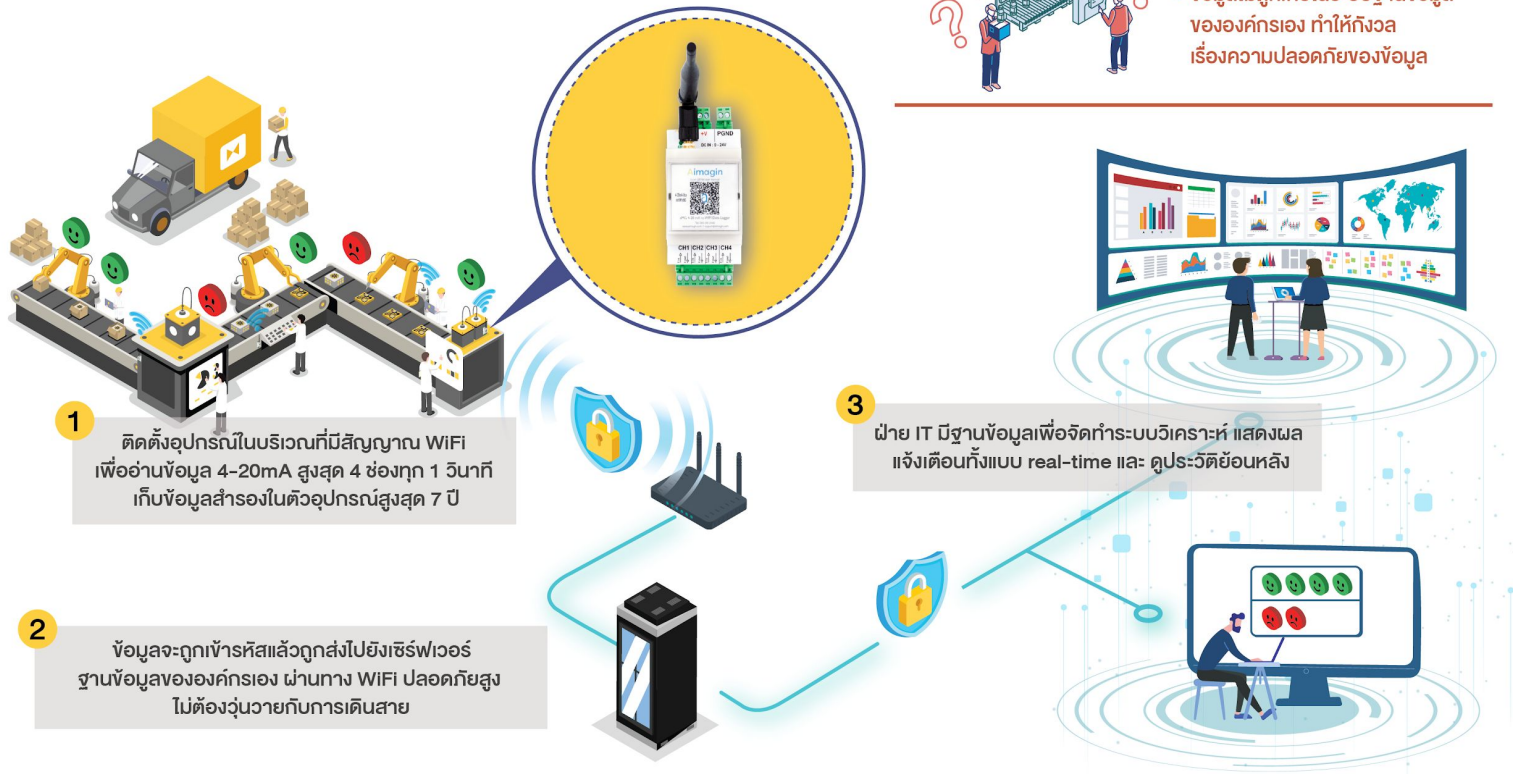 ขององค์กรเอง ทำให้กังวล
เรื่องความปลอดภัยของข้อมูล
+V PGND
DC IN : 5 - 24V
Aimagin
CH1 CH2 CH3 CH4
1
ติดตั้งอุปกรณ์ในบริเวณที่มีสัญญาณ WiFi
เพื่ออ่านข้อมูล 4-20mA สูงสุด 4 ช่องทุก 1 วินาที
เก็บข้อมูลสำรองในตัวอุปกรณ์สูงสุด 7 ปี
2
ข้อมูลจะถูกเข้ารหัสแล้วถูกส่งไปยังเซิร์ฟเวอร์
ฐานข้อมูลขององค์กรเอง ผ่านทาง WiFi ปลอดภัยสูง
ไม่ต้องวุ่นวายกับการเดินสาย
3
ฝ่าย IT มีฐานข้อมูลเพื่อจัดทำระบบวิเคราะห์ แสดงผล
แจ้งเตือนทั้งแบบ real-time และ ดูประวัติย้อนหลัง